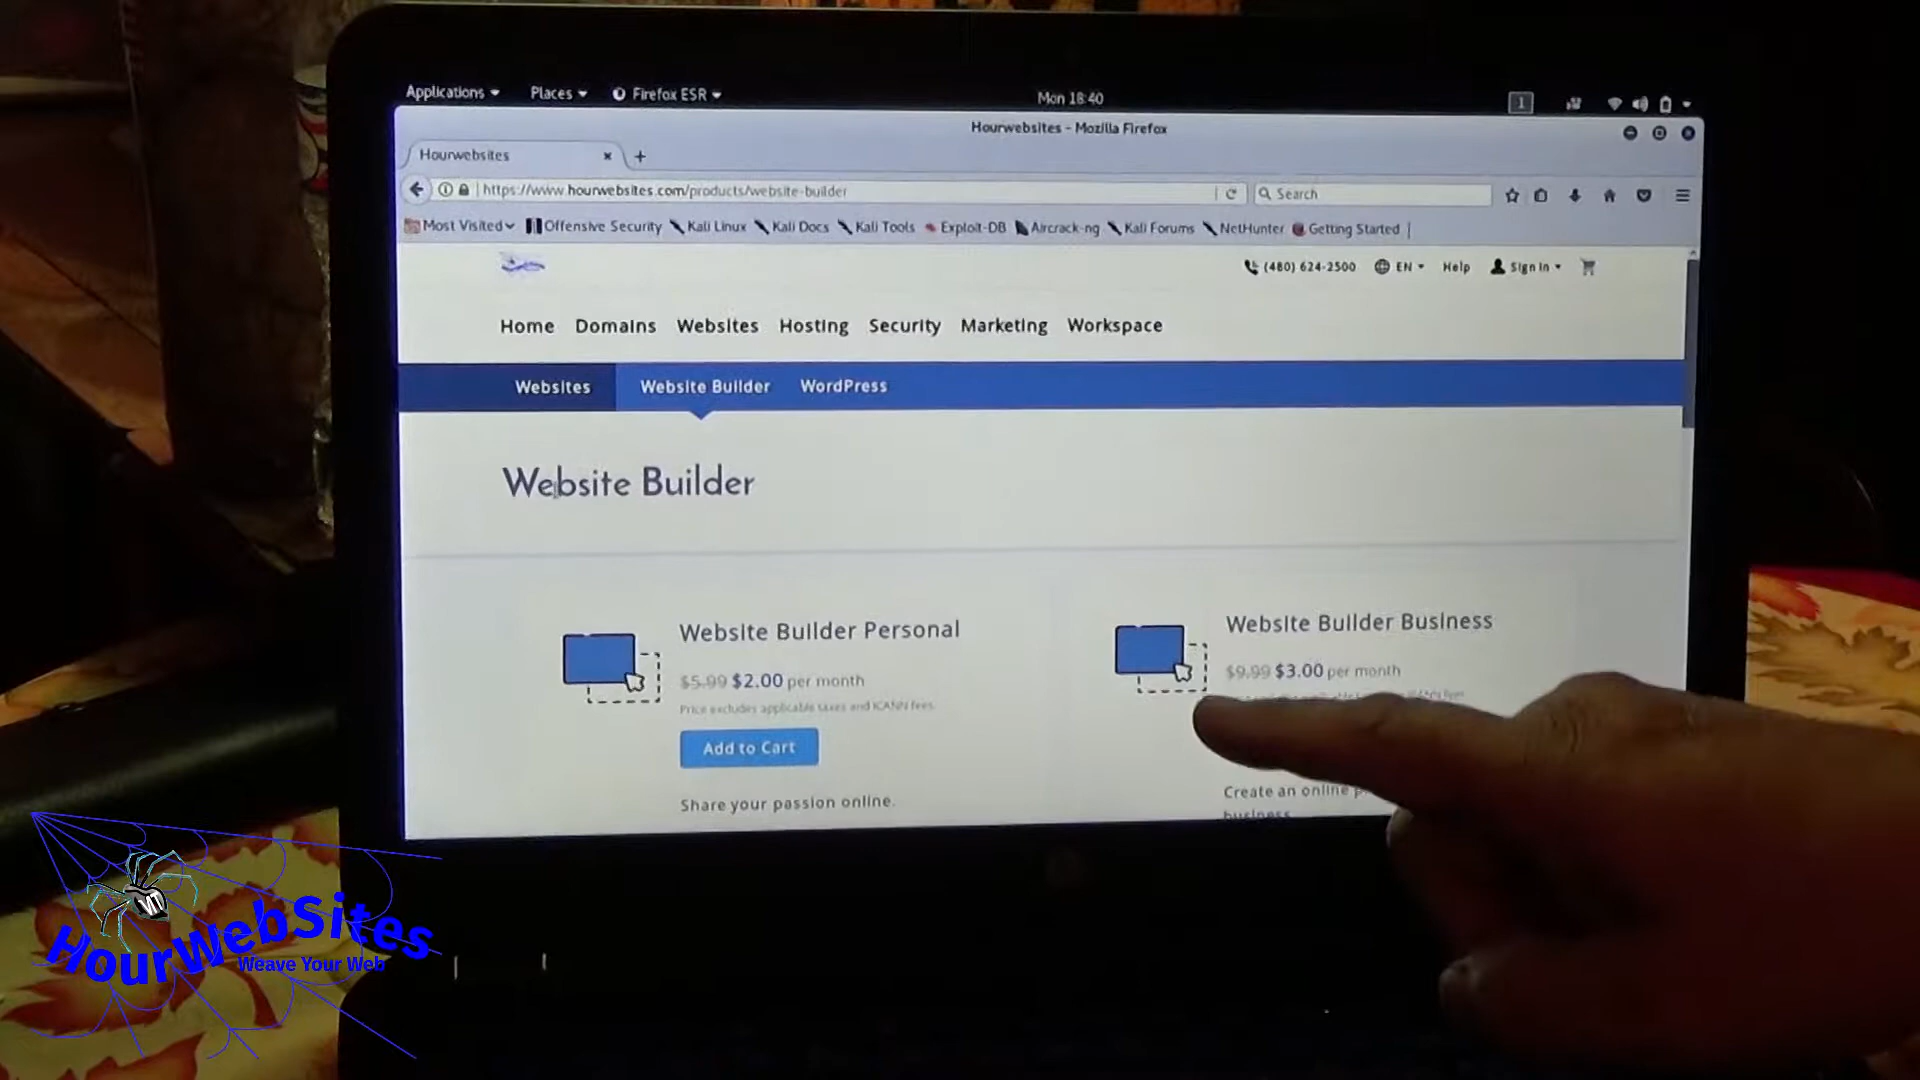 Applications Places Firefox ESR Mon 18:40 1
Hourwebsites - Mozilla Firefox
Hourwebsites
https://www.hourwebsites.com/products/website-builder Search
Most Visited Offensive Security Kali Linux Kali Docs Kali Tools Exploit-DB Aircrack-ng Kali Forums NetHunter Getting Started
(480) 624-2500 EN Help Sign In
Home Domains Websites Hosting Security Marketing Workspace
Websites Website Builder WordPress
Website Builder
Website Builder Personal
$5.99 $2.00 per month
Price excludes applicable taxes and ICANN fees.
Add to Cart
Share your passion online.
Website Builder Business
$9.99 $3.00 per month
Create an online
business
HourWebSites
Weave Your Web